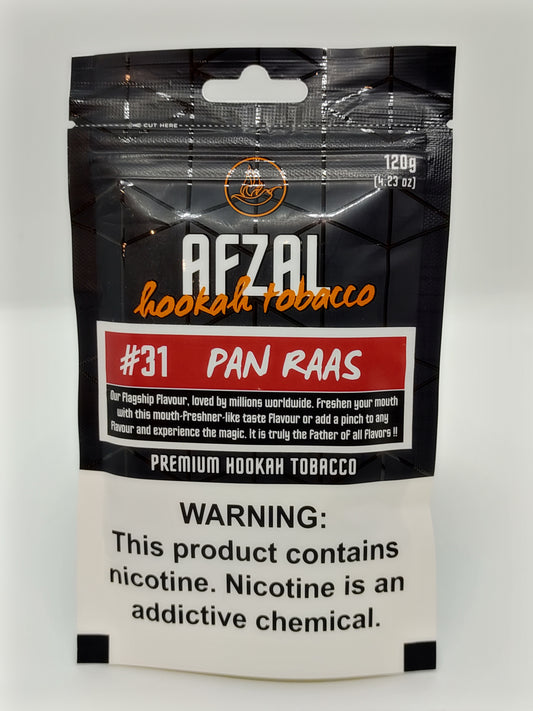 CUT HERE
120g
(4.23 oz)
AFZAL
hookah tobacco
#31 PAN RAAS
Our Flagship Flavour, loved by millions worldwide. Freshen your mouth
with this mouth-Freshner-like taste Flavour or add a pinch to any
Flavour and experience the magic. It is truly the Father of all Flavors !!
PREMIUM HOOKAH TOBACCO
WARNING:
This product contains
nicotine. Nicotine is an
addictive chemical.